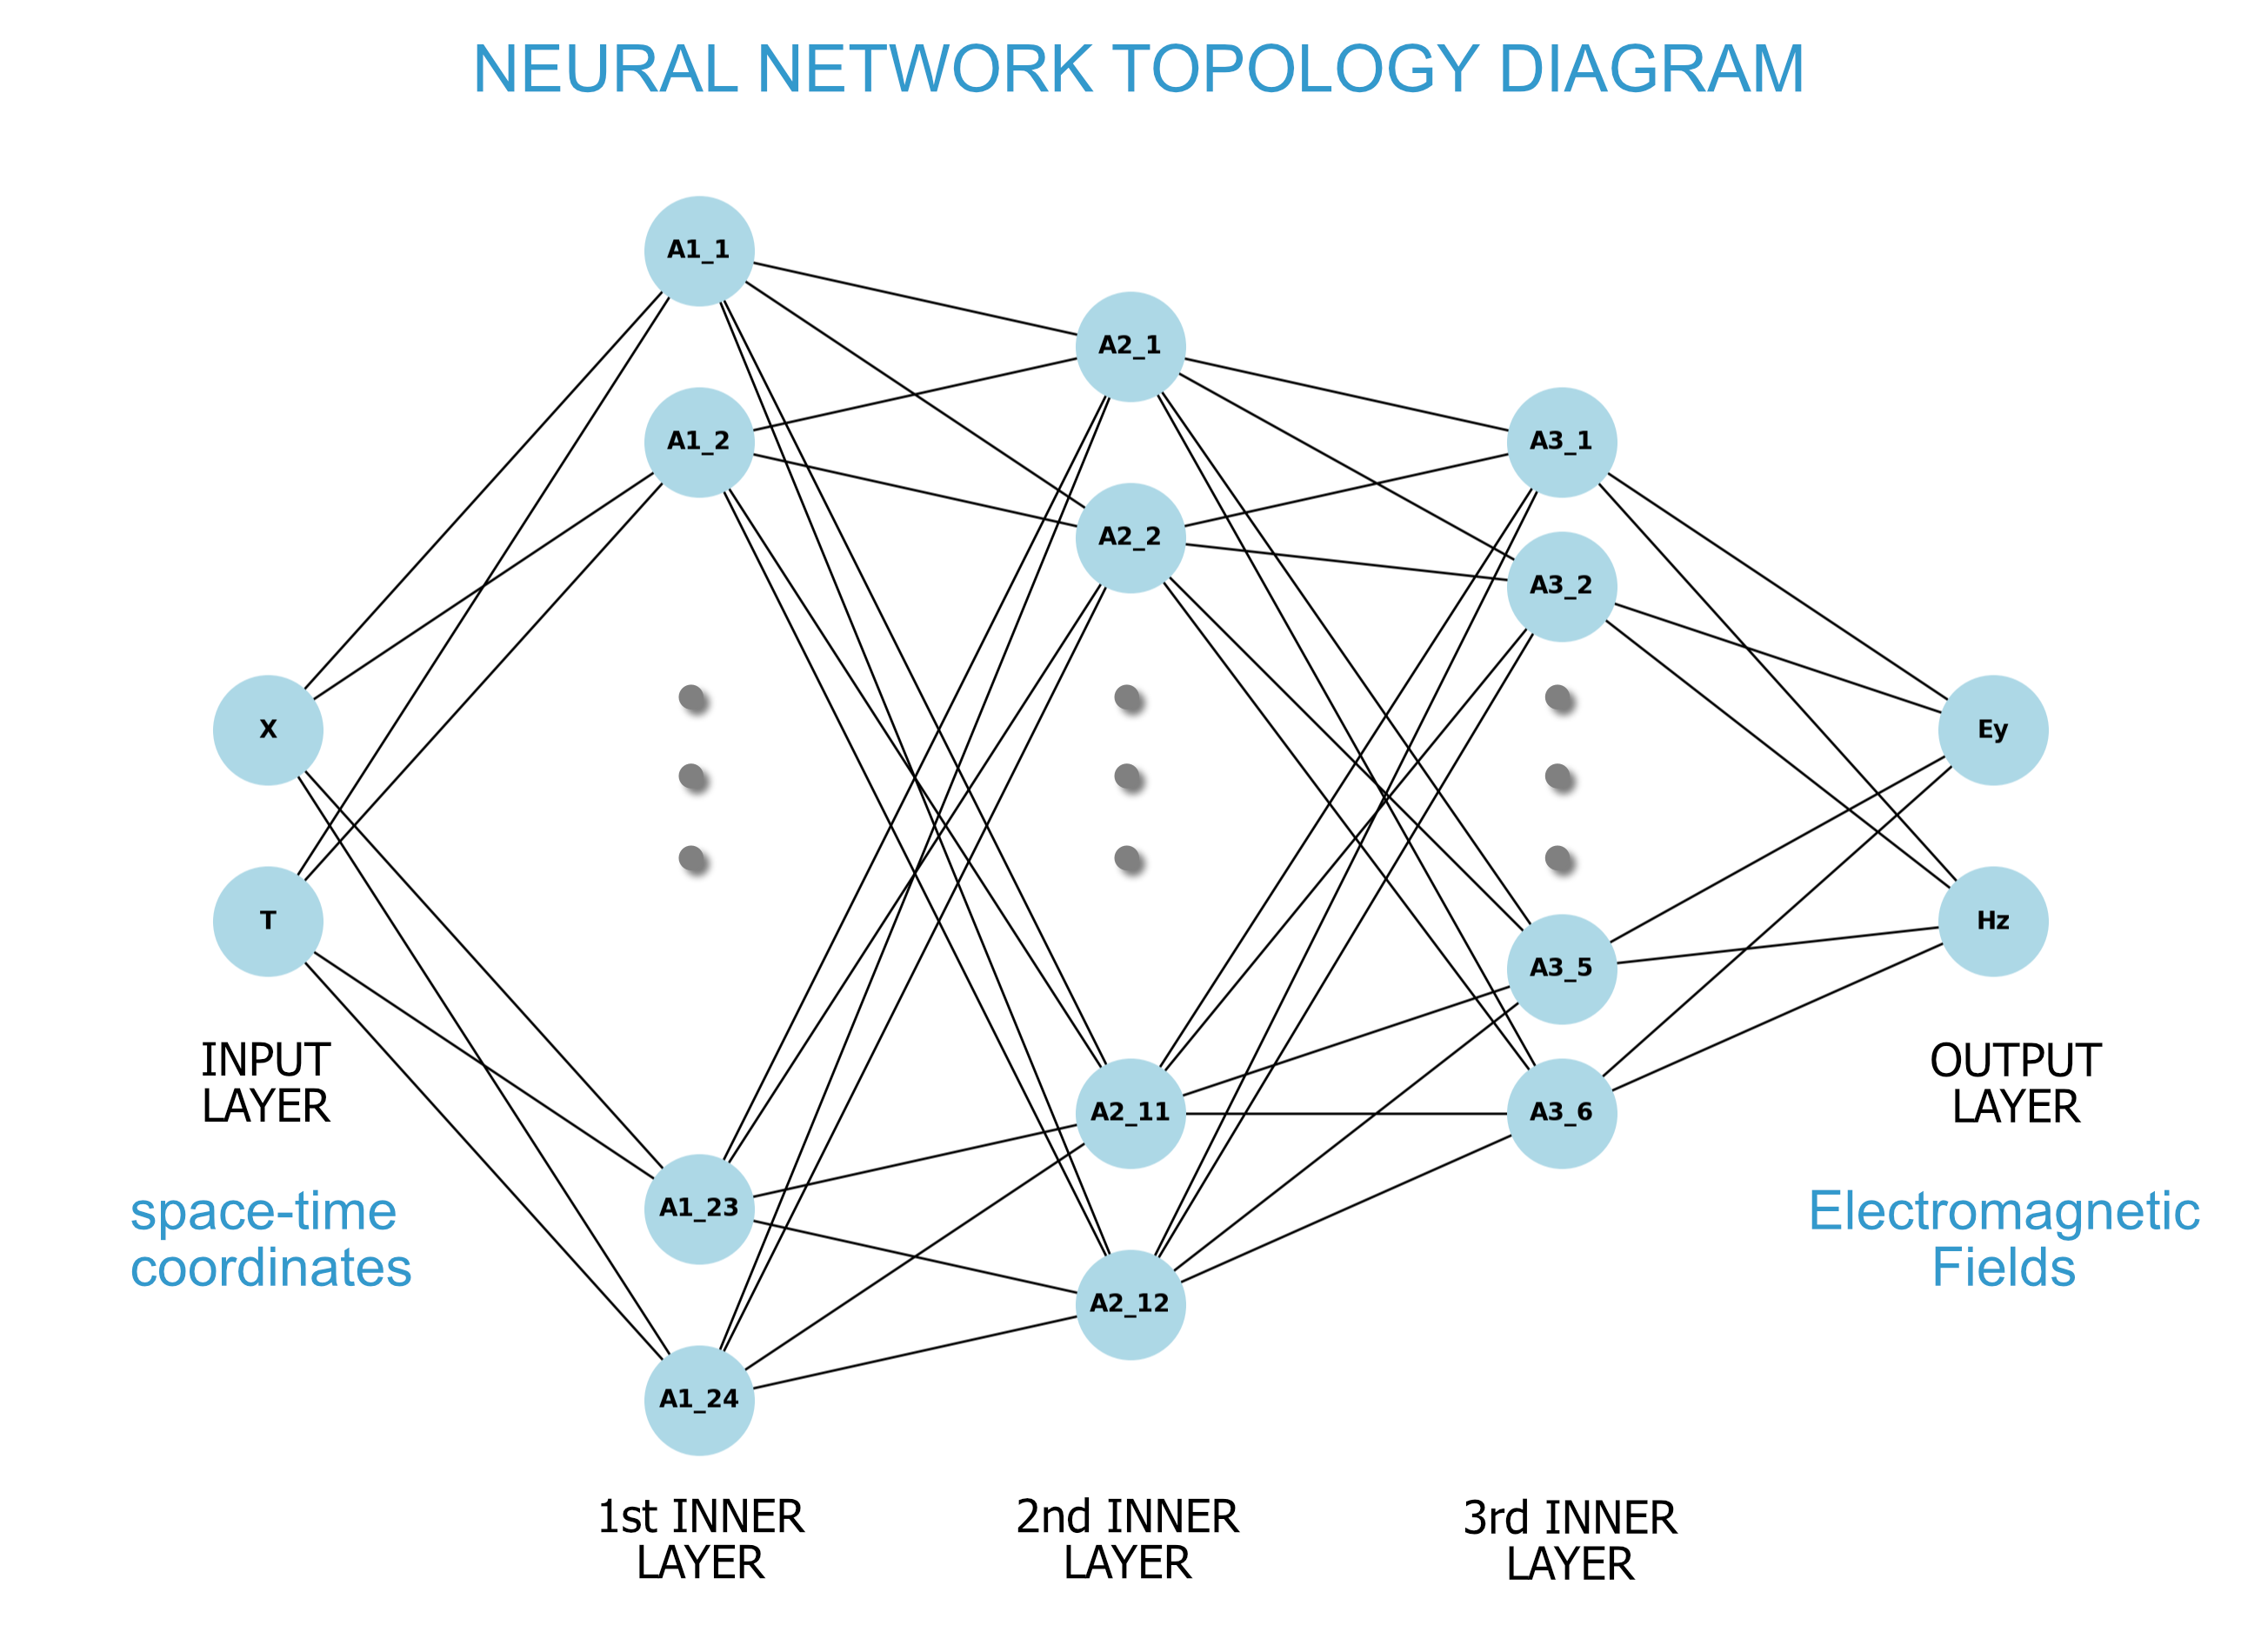 NEURAL NETWORK TOPOLOGY DIAGRAM
A1_1
A2_1
A1_2
A3_1
A2_2
A3_2
X
Ey
T
Hz
A3_5
INPUT
LAYER
OUTPUT
LAYER
A2_11
A3_6
space-time
coordinates
A1_23
Electromagnetic
Fields
A2_12
A1_24
1st INNER
LAYER
2nd INNER
LAYER
3rd INNER
LAYER